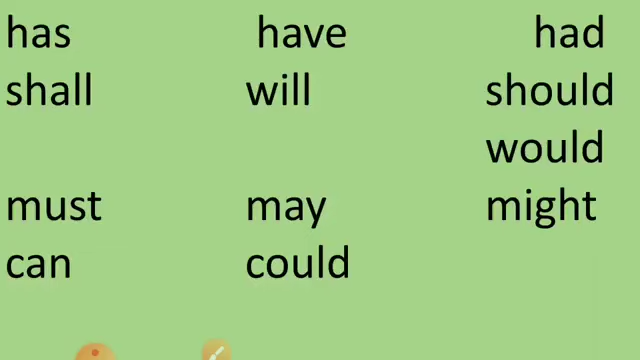 has have had
shall will should
would
must may might
can could